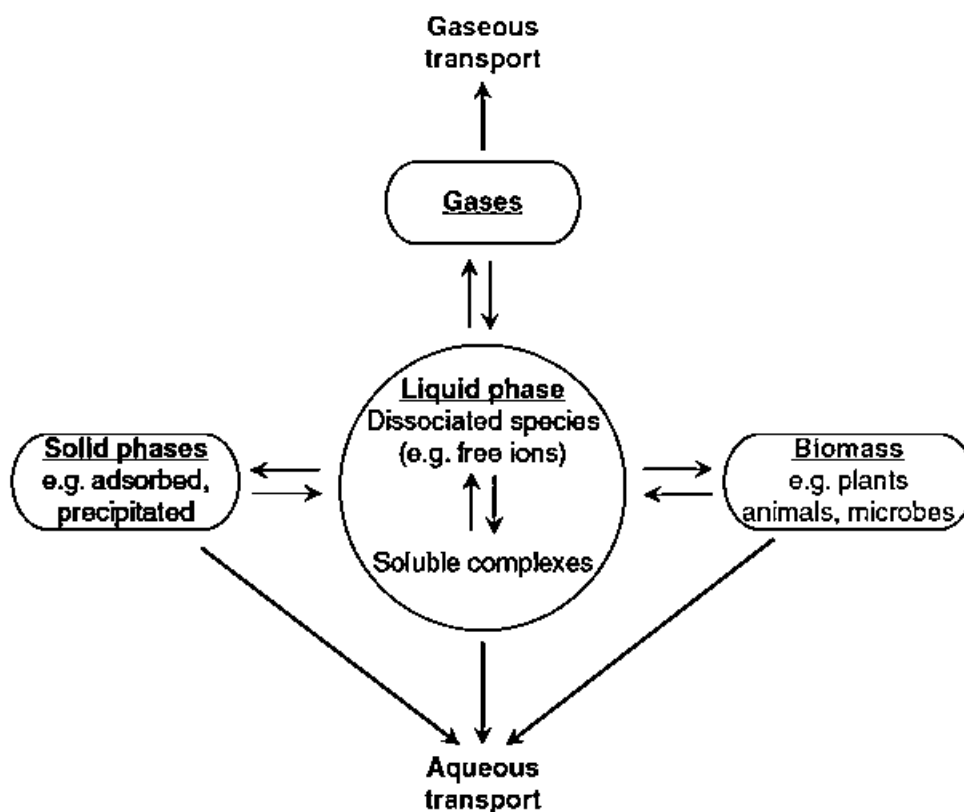 Gaseous
transport
Gases
Liquid phase
Dissociated species
(e.g. free ions)
Soluble complexes
Solid phases
e.g. adsorbed,
precipitated
Biomass
e.g. plants
animals, microbes
Aqueous
transport